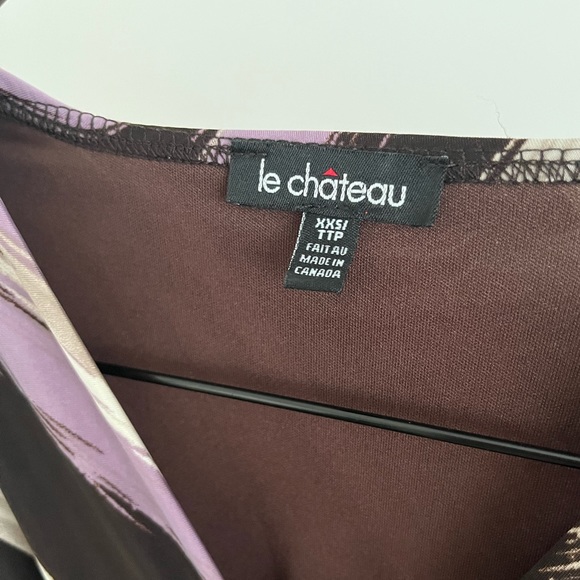 le château
XXS/
TTP
FAIT AU
MADE IN
CANADA